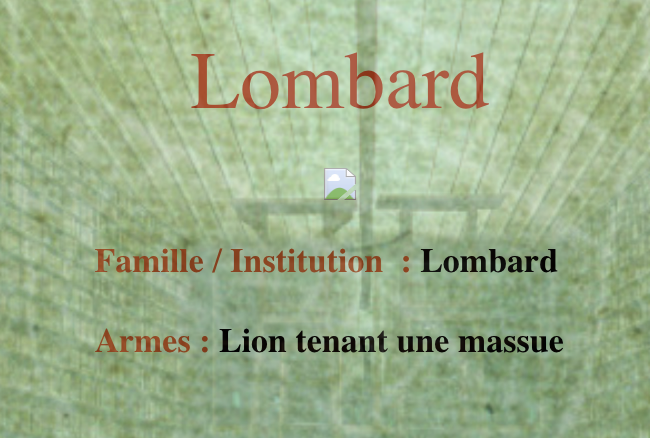 Lombard
Famille / Institution : Lombard
Armes : Lion tenant une massue